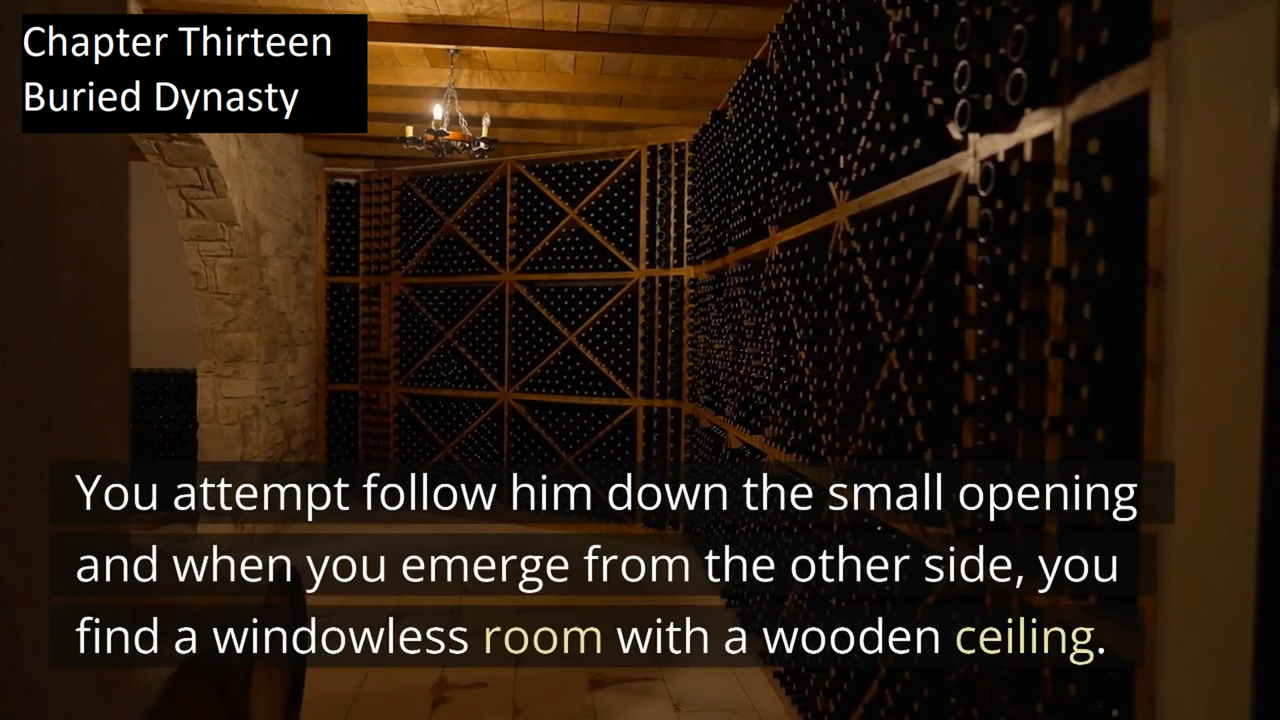 Chapter Thirteen
Buried Dynasty
You attempt follow him down the small opening
and when you emerge from the other side, you
find a windowless room with a wooden ceiling.